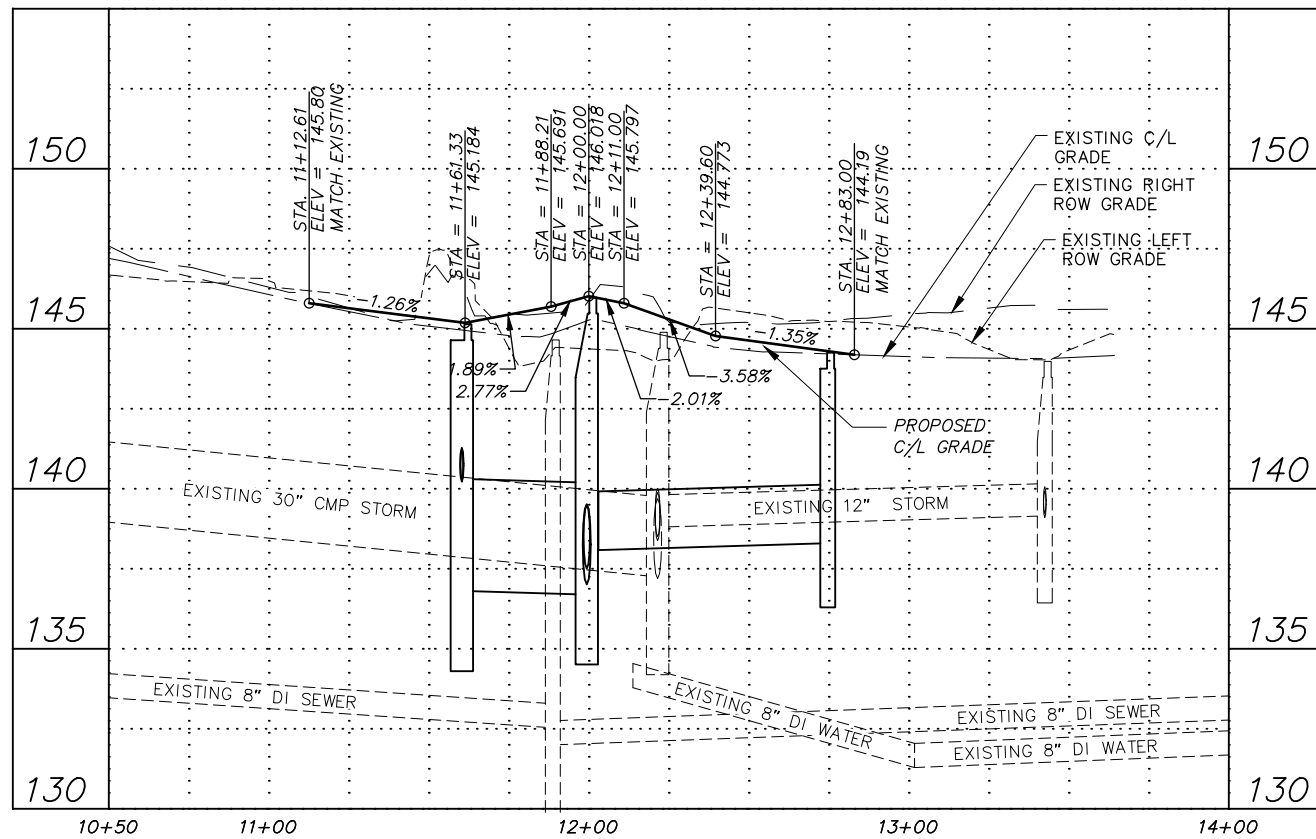 STA. 11+12.61
ELEV = 145.80
MATCH EXISTING
STA = 11+61.33
ELEV = 145.184
STA = 11+88.21
ELEV = 145.691
STA = 12+00.00
ELEV = 146.018
STA = 12+11.00
ELEV = 145.797
STA = 12+39.60
ELEV = 144.773
STA. 12+83.00
ELEV = 144.19
MATCH EXISTING
EXISTING C/L
GRADE
EXISTING RIGHT
ROW GRADE
EXISTING LEFT
ROW GRADE
150
150
145
145
-1.26%
-1.35%
1.89%
2.77%
-3.58%
-2.01%
PROPOSED
C/L GRADE
140
140
EXISTING 30" CMP STORM
EXISTING 12" STORM
135
135
EXISTING 8" DI SEWER
EXISTING 8" DI WATER
EXISTING 8" DI SEWER
EXISTING 8" DI WATER
130
130
10+50
11+00
12+00
13+00
14+00